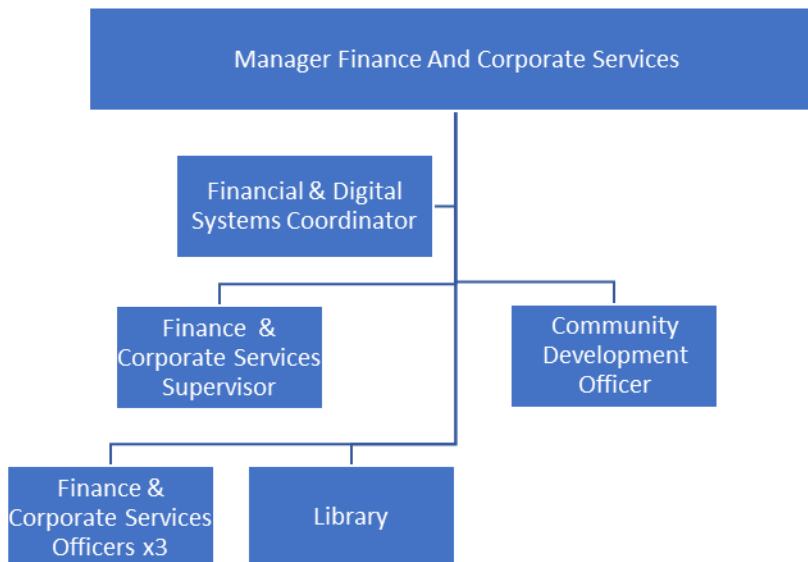 Manager Finance And Corporate Services
Financial & Digital
Systems Coordinator
Finance &
Corporate Services
Supervisor
Community
Development
Officer
Finance &
Corporate Services
Officers x3
Library